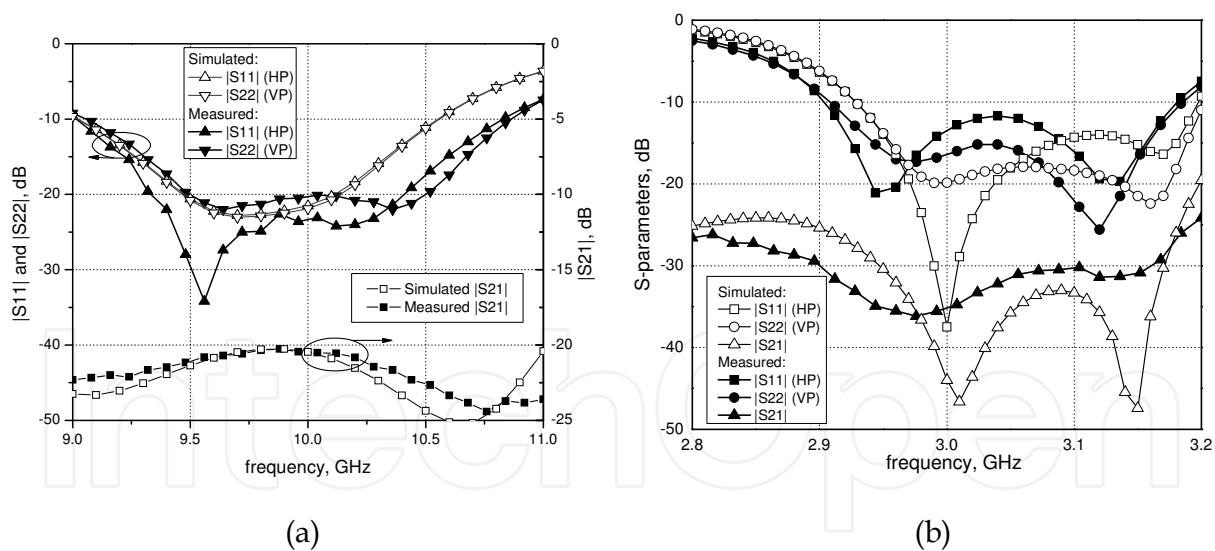 0
-10
-20
-30
-40
-50
|S11| and |S22|, dB
Simulated:
|S11| (HP)
|S22| (VP)
Measured:
|S11| (HP)
|S22| (VP)
Simulated |S21|
Measured |S21|
0
-5
-10
-15
-20
-25
|S21|, dB
9.0
9.5
10.0
10.5
11.0
frequency, GHz
(a)
0
-10
-20
-30
-40
-50
S-parameters, dB
Simulated:
|S11| (HP)
|S22| (VP)
|S21|
Measured:
|S11| (HP)
|S22| (VP)
|S21|
2.8
2.9
3.0
3.1
3.2
frequency, GHz
(b)
intechopen